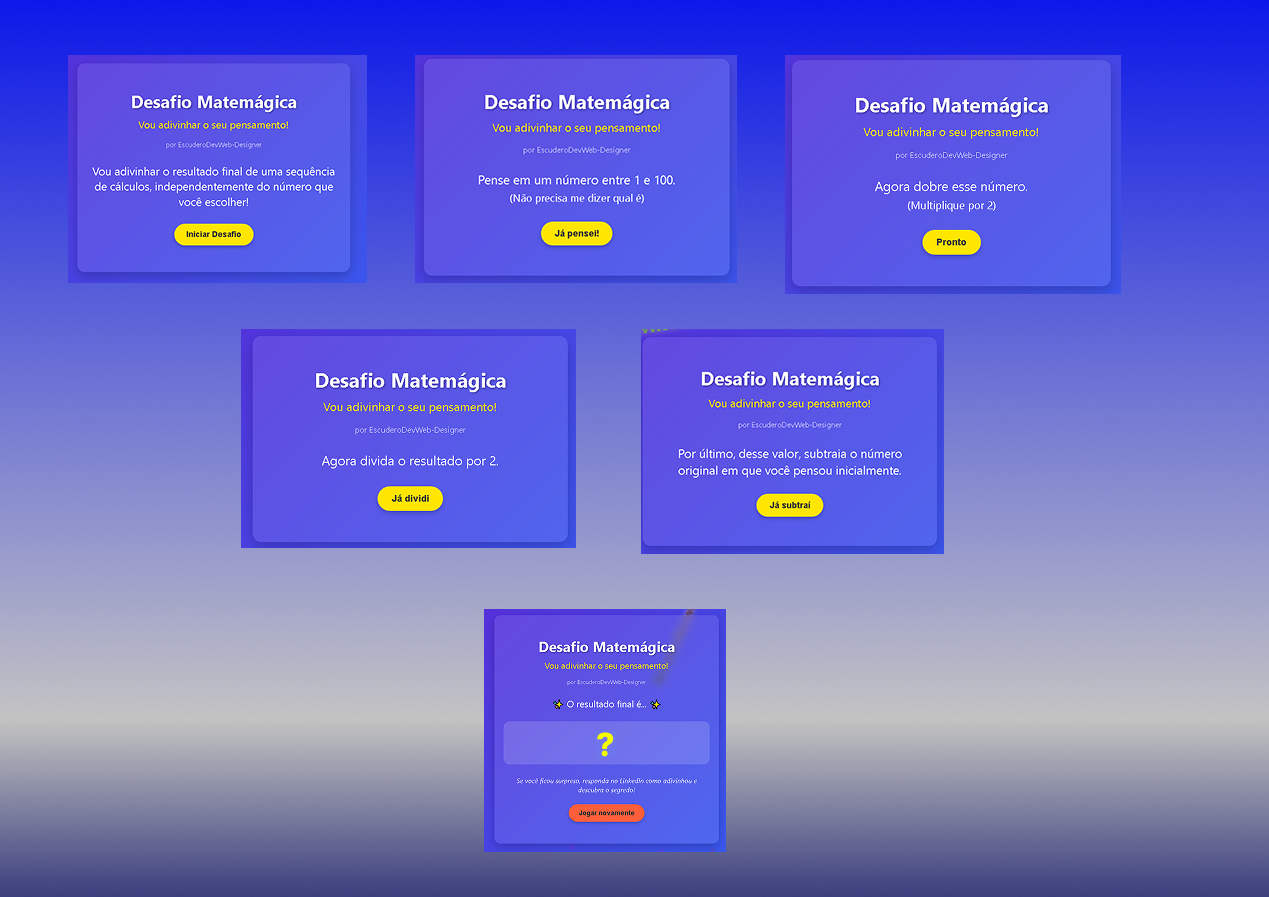 Desafio Matemágica
Vou adivinhar o seu pensamento!
por EscuderoDevWeb-Designer
Vou adivinhar o resultado final de uma sequência
de cálculos, independentemente do número que
você escolher!
Iniciar Desafio
Desafio Matemágica
Vou adivinhar o seu pensamento!
por EscuderoDevWeb-Designer
Pense em um número entre 1 e 100.
(Não precisa me dizer qual é)
Já pensei!
Desafio Matemágica
Vou adivinhar o seu pensamento!
por EscuderoDevWeb-Designer
Agora dobre esse número.
(Multiplique por 2)
Pronto
Desafio Matemágica
Vou adivinhar o seu pensamento!
por EscuderoDevWeb-Designer
Agora divida o resultado por 2.
Já dividi
Desafio Matemágica
Vou adivinhar o seu pensamento!
por EscuderoDevWeb-Designer
Por último, desse valor, subtraia o número
original em que você pensou inicialmente.
Já subtraí
Desafio Matemágica
Vou adivinhar o seu pensamento!
por EscuderoDevWeb-Designer
✨ O resultado final é... ✨
?
Se você ficou surpreso, responda no LinkedIn como adivinhou e
descubra o segredo!
Jogar novamente